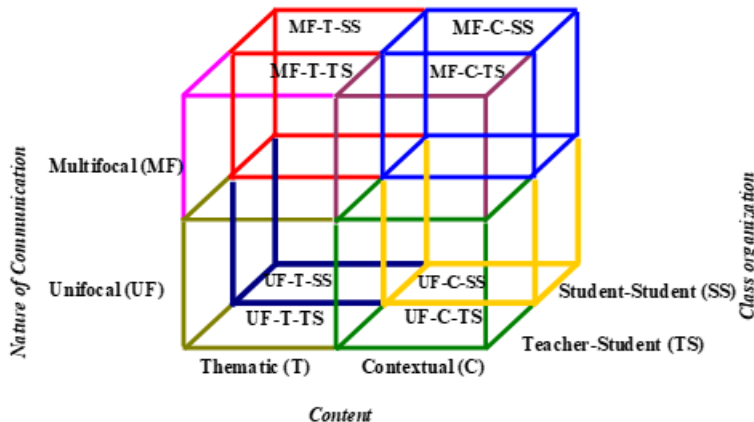 MF-T-SS
MF-C-SS
MF-T-TS
MF-C-TS
Nature of Communication
Multifocal (MF)
Unifocal (UF)
UF-T-SS
UF-C-SS
UF-T-TS
UF-C-TS
Student-Student (SS)
Teacher-Student (TS)
Class organization
Thematic (T)
Contextual (C)
Content